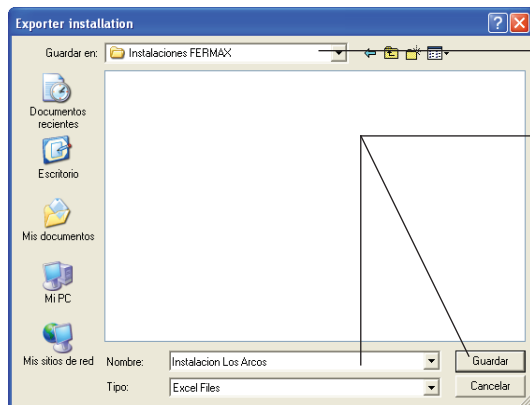 Exporter installation
Guardar en: Instalaciones FERMAX
Documentos
recientes
Escritorio
Mis documentos
Mi PC
Mis sitios de red
Nombre: Instalacion Los Arcos Guardar
Tipo: Excel Files Cancelar